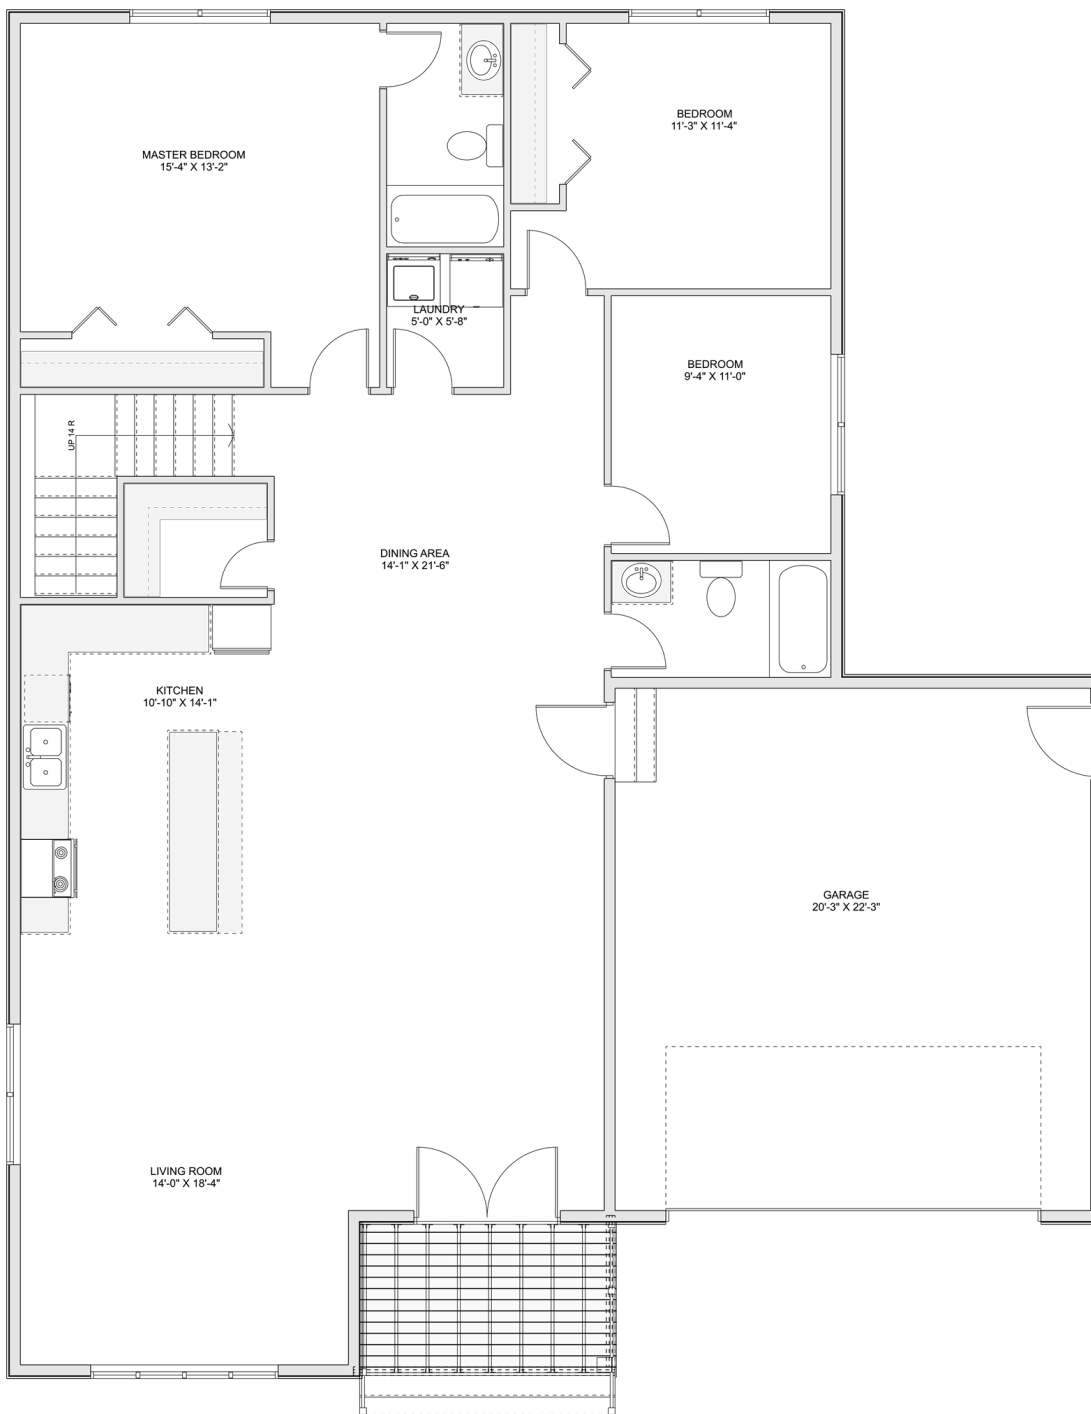 BEDROOM
11'-3" X 11'-4"
MASTER BEDROOM
15'-4" X 13'-2"
LAUNDRY
5'-0" X 5'-8"
BEDROOM
9'-4" X 11'-0"
UP 14 R
DINING AREA
14'-1" X 21'-6"
KITCHEN
10'-10" X 14'-1"
GARAGE
20'-3" X 22'-3"
LIVING ROOM
14'-0" X 18'-4"